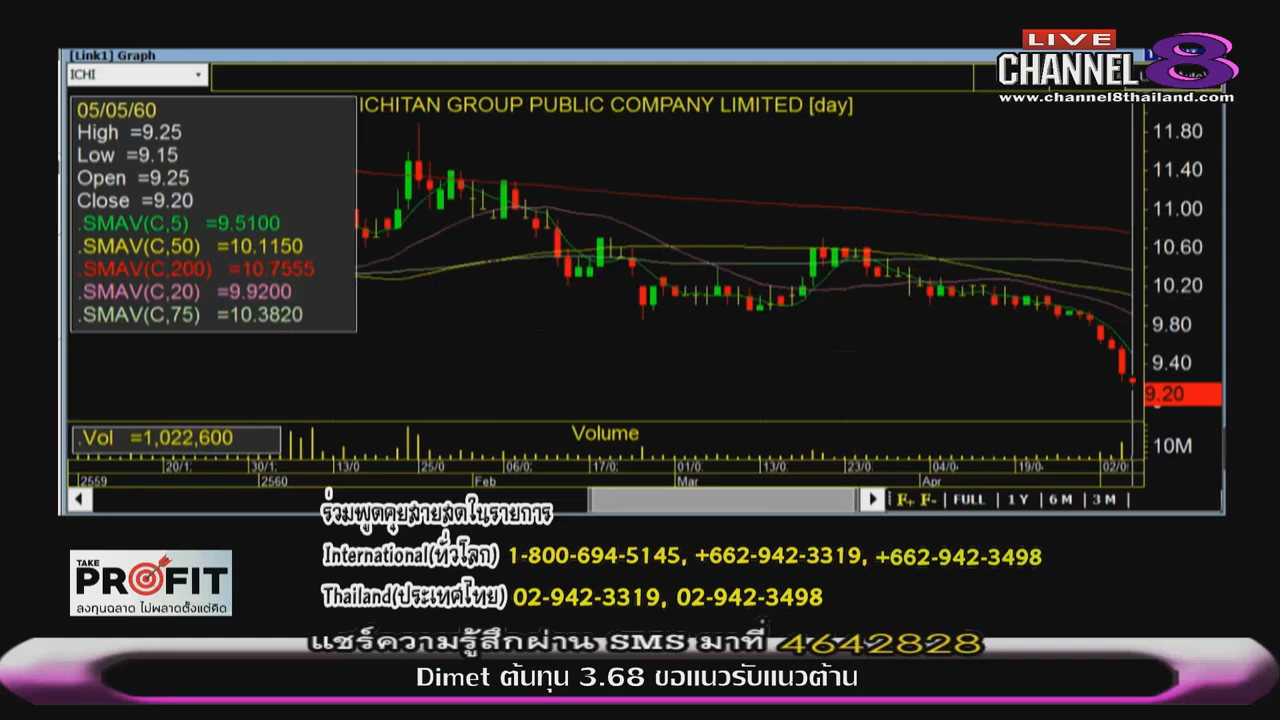 [Link1] Graph
ICHI
LIVE
CHANNEL 8
www.channel8thailand.com
ICHITAN GROUP PUBLIC COMPANY LIMITED [day]
05/05/60
High =9.25
Low =9.15
Open =9.25
Close =9.20
.SMAV(C,5) =9.5100
.SMAV(C,50) =10.1150
.SMAV(C,200) =10.7555
.SMAV(C,20) =9.9200
.SMAV(C,75) =10.3820
11.80
11.40
11.00
10.60
10.20
9.80
9.40
9.20
.Vol =1,022,600
Volume
10M
20/1 30/1 13/0 25/0 06/0 17/0 01/0 13/0 23/0 04/0 19/0 02/0
2559 2560 Feb Mar Apr
F+ F- FULL 1 Y 6 M 3 M
ร่วมพูดคุยสายสดในรายการ
International(ทั่วโลก) 1-800-694-5145, +662-942-3319, +662-942-3498
Thailand(ประเทศไทย) 02-942-3319, 02-942-3498
TAKE
PROFIT
ลงทุนฉลาด ไม่พลาดตั้งแต่คิด
แชร์ความรู้สึกผ่าน SMS มาที่ 4642828
Dimet ต้นทุน 3.68 ขอแนวรับแนวต้าน